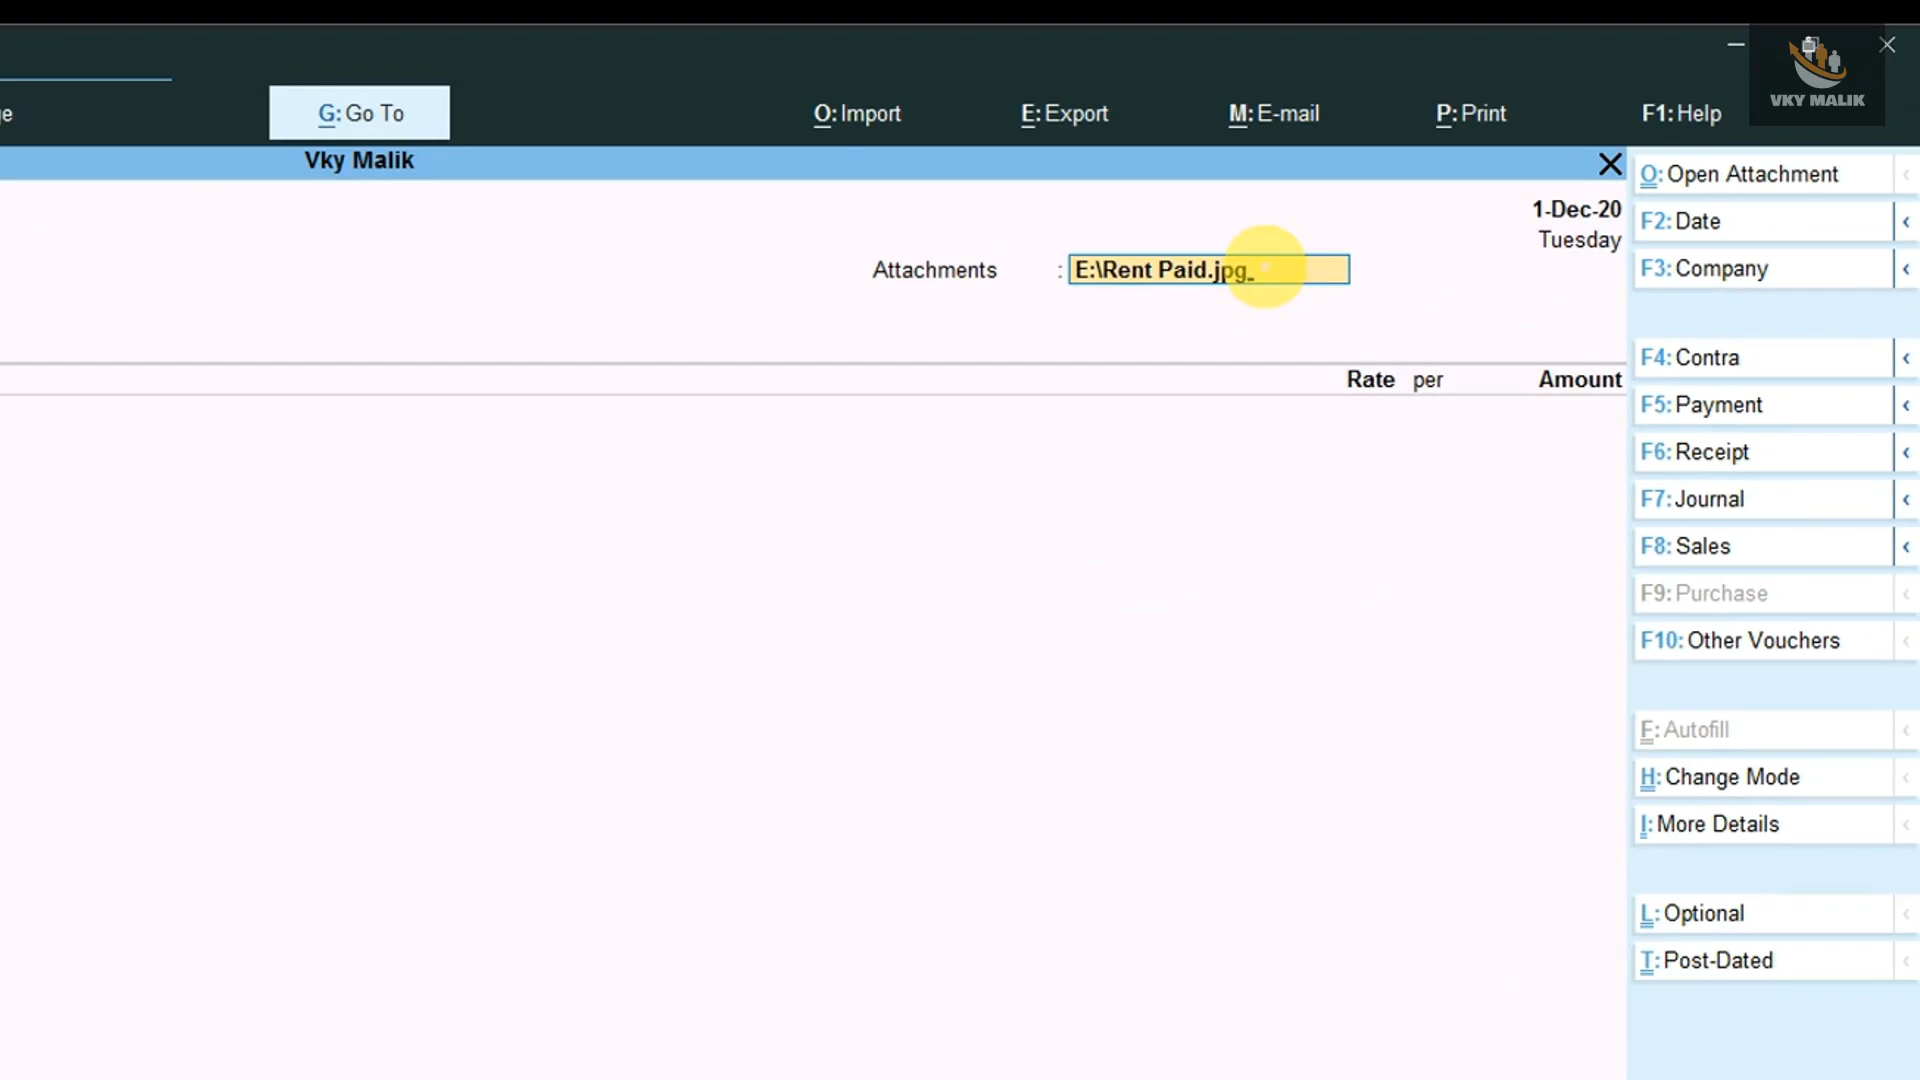 VKY MALIK
G: Go To
O: Import
E: Export
M: E-mail
P: Print
F1: Help
Vky Malik
1-Dec-20
Tuesday
Attachments : E:\Rent Paid.jpg
Rate per Amount
O: Open Attachment
F2: Date
F3: Company
F4: Contra
F5: Payment
F6: Receipt
F7: Journal
F8: Sales
F9: Purchase
F10: Other Vouchers
F: Autofill
H: Change Mode
I: More Details
L: Optional
T: Post-Dated